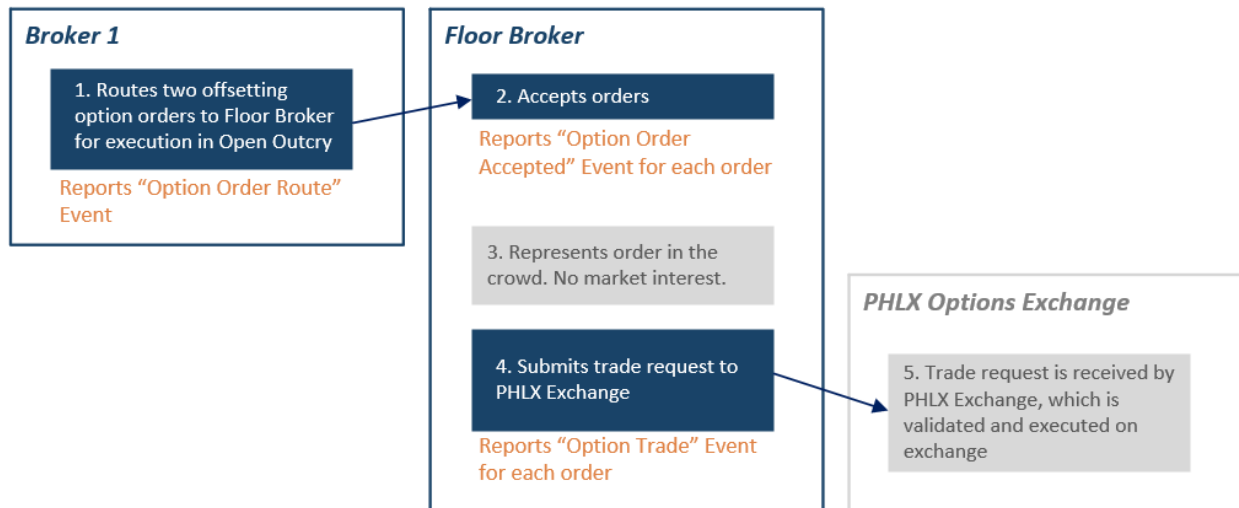 Broker 1
1. Routes two offsetting
option orders to Floor Broker
for execution in Open Outcry
Reports “Option Order Route”
Event
Floor Broker
2. Accepts orders
Reports “Option Order
Accepted” Event for each order
3. Represents order in the
crowd. No market interest.
4. Submits trade request to
PHLX Exchange
Reports “Option Trade” Event
for each order
PHLX Options Exchange
5. Trade request is received by
PHLX Exchange, which is
validated and executed on
exchange